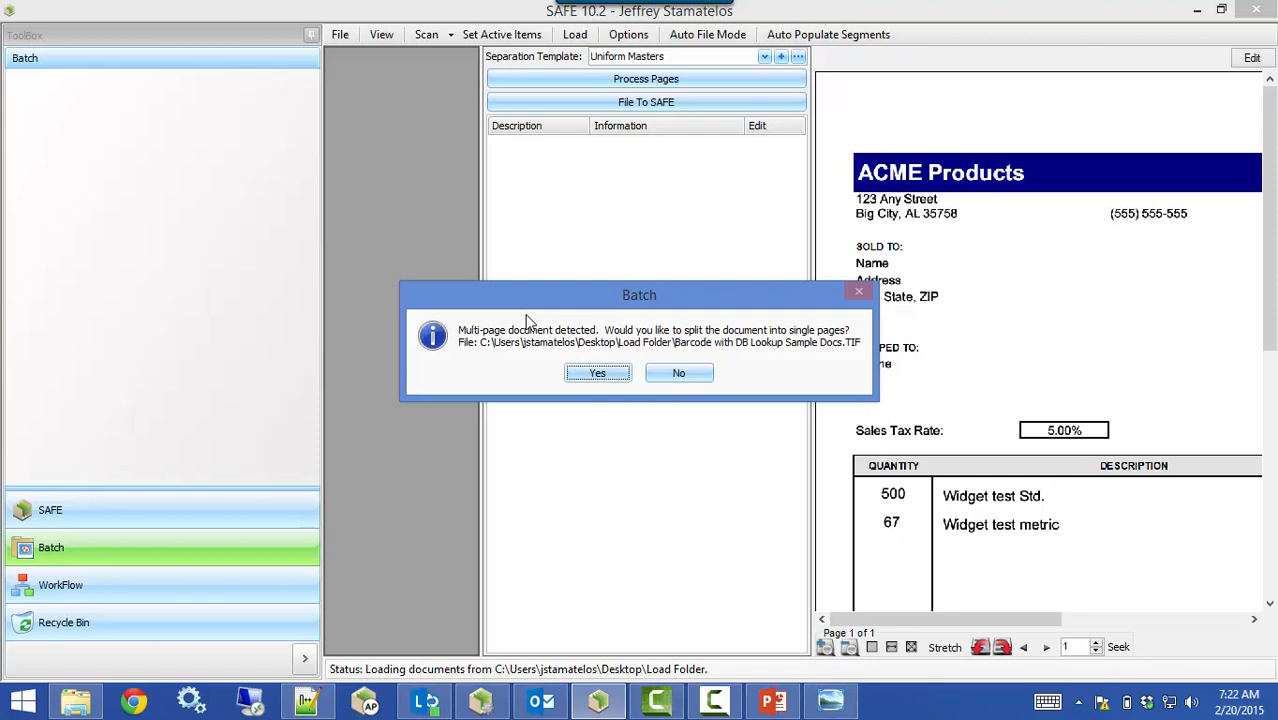 SAFE 10.2 - Jeffrey Stamatelos
ToolBox
File View Scan Set Active Items Load Options Auto File Mode Auto Populate Segments
Batch
Separation Template: Uniform Masters
Edit
Process Pages
File To SAFE
Description Information Edit
ACME Products
123 Any Street
Big City, AL 35758 (555) 555-555
SOLD TO:
Name
Address
State, ZIP
Batch
Multi-page document detected. Would you like to split the document into single pages?
File: C:\Users\jstamatelos\Desktop\Load Folder\Barcode with DB Lookup Sample Docs.TIF
Yes No
PED TO:
Sales Tax Rate: 5.00%
QUANTITY DESCRIPTION
500 Widget test Std.
67 Widget test metric
SAFE
Batch
WorkFlow
Recycle Bin
Page 1 of 1
Stretch 1 Seek
Status: Loading documents from C:\Users\jstamatelos\Desktop\Load Folder.
7:22 AM
2/20/2015